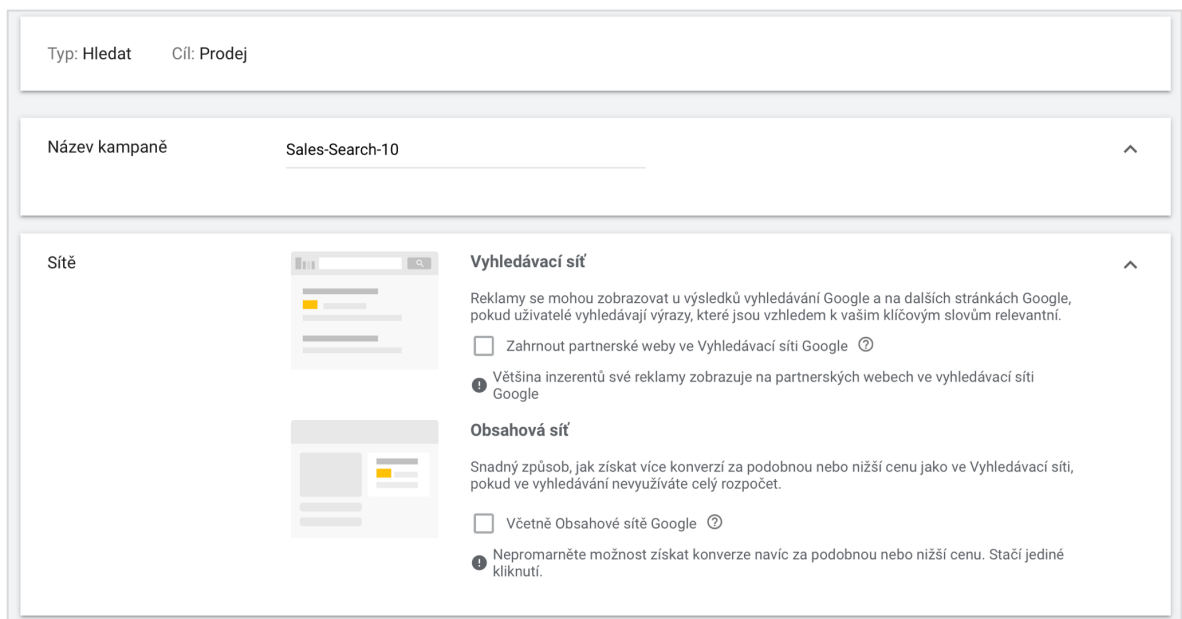 Typ: Hledat Cíl: Prodej
Název kampaně
Sales-Search-10
Sítě
Vyhledávací síť
Reklamy se mohou zobrazovat u výsledků vyhledávání Google a na dalších stránkách Google,
pokud uživatelé vyhledávají výrazy, které jsou vzhledem k vašim klíčovým slovům relevantní.
Zahrnout partnerské weby ve Vyhledávací síti Google
Většina inzerentů své reklamy zobrazuje na partnerských webech ve vyhledávací síti
Google
Obsahová síť
Snadný způsob, jak získat více konverzí za podobnou nebo nižší cenu jako ve Vyhledávací síti,
pokud ve vyhledávání nevyužíváte celý rozpočet.
Včetně Obsahové sítě Google
Nepromarněte možnost získat konverze navíc za podobnou nebo nižší cenu. Stačí jediné
kliknutí.